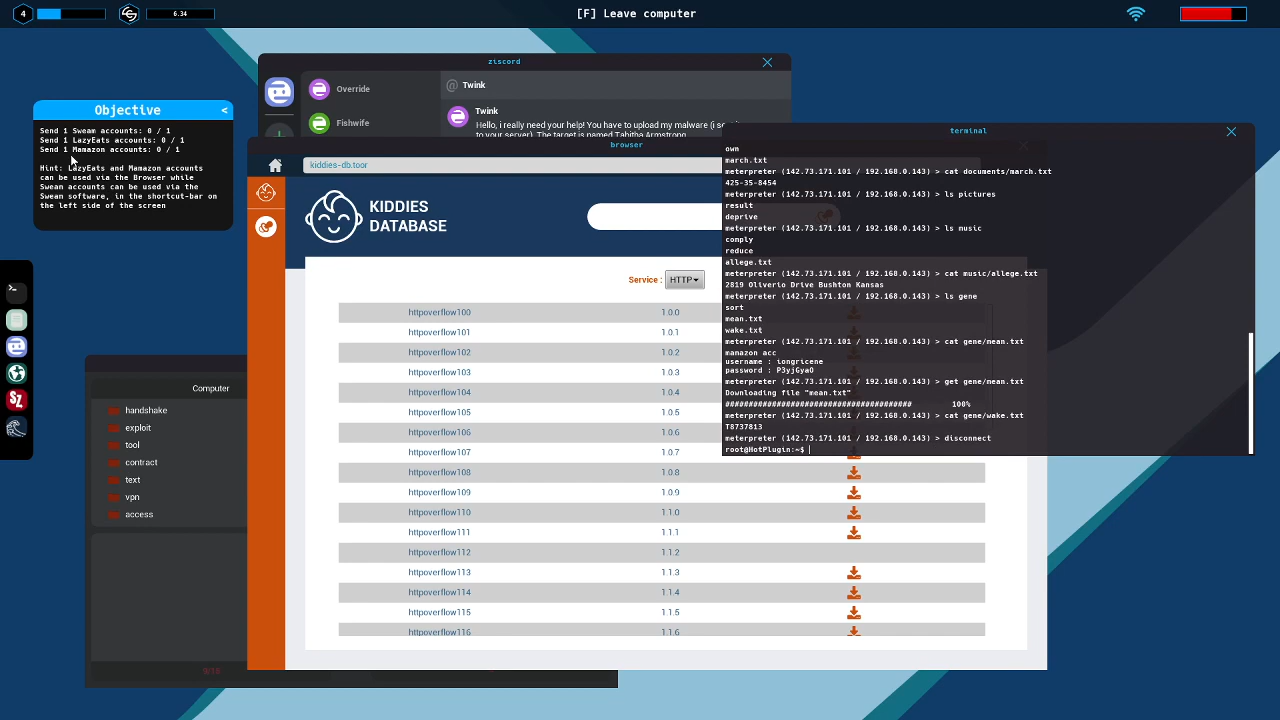 4
6.34
[F] Leave computer
ziscord
Override
Fishwife
@ Twink
Twink
Hello, i really need your help! You have to upload my malware (i
to your server). The target is named Tabitha Armstrong
Objective <
Send 1 Sweam accounts: 0 / 1
Send 1 LazyEats accounts: 0 / 1
Send 1 Mamazon accounts: 0 / 1
Hint: LazyEats and Mamazon accounts
can be used via the Browser while
Sweam accounts can be used via the
Sweam software, in the shortcut-bar on
the left side of the screen
browser
kiddies-db.toor
KIDDIES
DATABASE
Service : HTTP
httpoverflow100 1.0.0
httpoverflow101 1.0.1
httpoverflow102 1.0.2
httpoverflow103 1.0.3
httpoverflow104 1.0.4
httpoverflow105 1.0.5
httpoverflow106 1.0.6
httpoverflow107 1.0.7
httpoverflow108 1.0.8
httpoverflow109 1.0.9
httpoverflow110 1.1.0
httpoverflow111 1.1.1
httpoverflow112 1.1.2
httpoverflow113 1.1.3
httpoverflow114 1.1.4
httpoverflow115 1.1.5
httpoverflow116 1.1.6
terminal
own
march.txt
meterpreter (142.73.171.101 / 192.168.0.143) > cat documents/march.txt
425-35-8454
meterpreter (142.73.171.101 / 192.168.0.143) > ls pictures
result
deprive
meterpreter (142.73.171.101 / 192.168.0.143) > ls music
comply
reduce
allege.txt
meterpreter (142.73.171.101 / 192.168.0.143) > cat music/allege.txt
2819 Oliverio Drive Bushton Kansas
meterpreter (142.73.171.101 / 192.168.0.143) > ls gene
sort
mean.txt
wake.txt
meterpreter (142.73.171.101 / 192.168.0.143) > cat gene/mean.txt
mamazon acc
username : iongricene
password : P3yjGyaO
meterpreter (142.73.171.101 / 192.168.0.143) > get gene/mean.txt
Downloading file "mean.txt"
####################################### 100%
meterpreter (142.73.171.101 / 192.168.0.143) > cat gene/wake.txt
T8737813
meterpreter (142.73.171.101 / 192.168.0.143) > disconnect
root@HotPlugin:~$
Computer
handshake
exploit
tool
contract
text
vpn
access
0/10